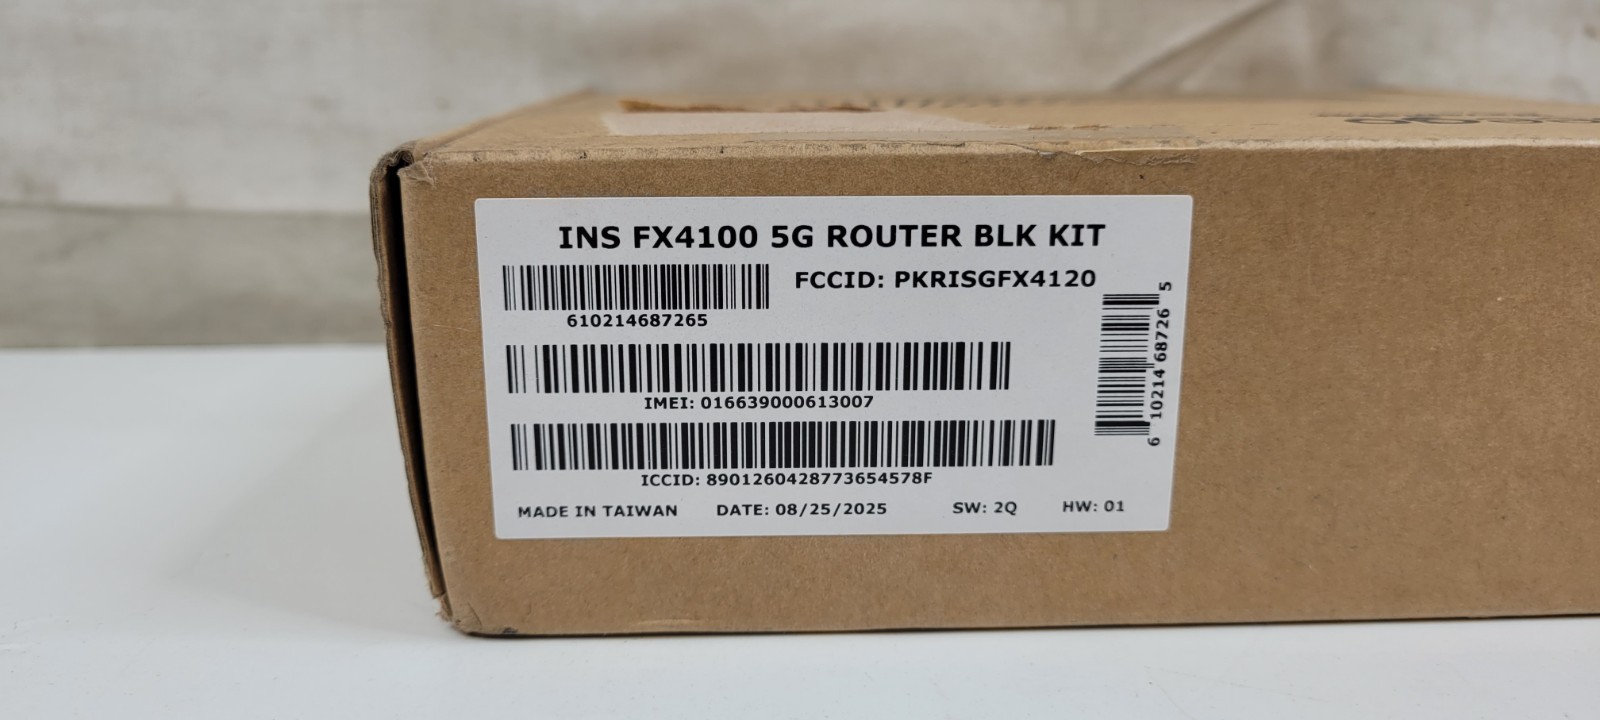 INS FX4100 5G ROUTER BLK KIT
FCCID: PKRISGFX4120
610214687265
IMEI: 016639000613007
ICCID: 8901260428773654578F
MADE IN TAIWAN DATE: 08/25/2025 SW: 2Q HW: 01
6 10214 68726 5